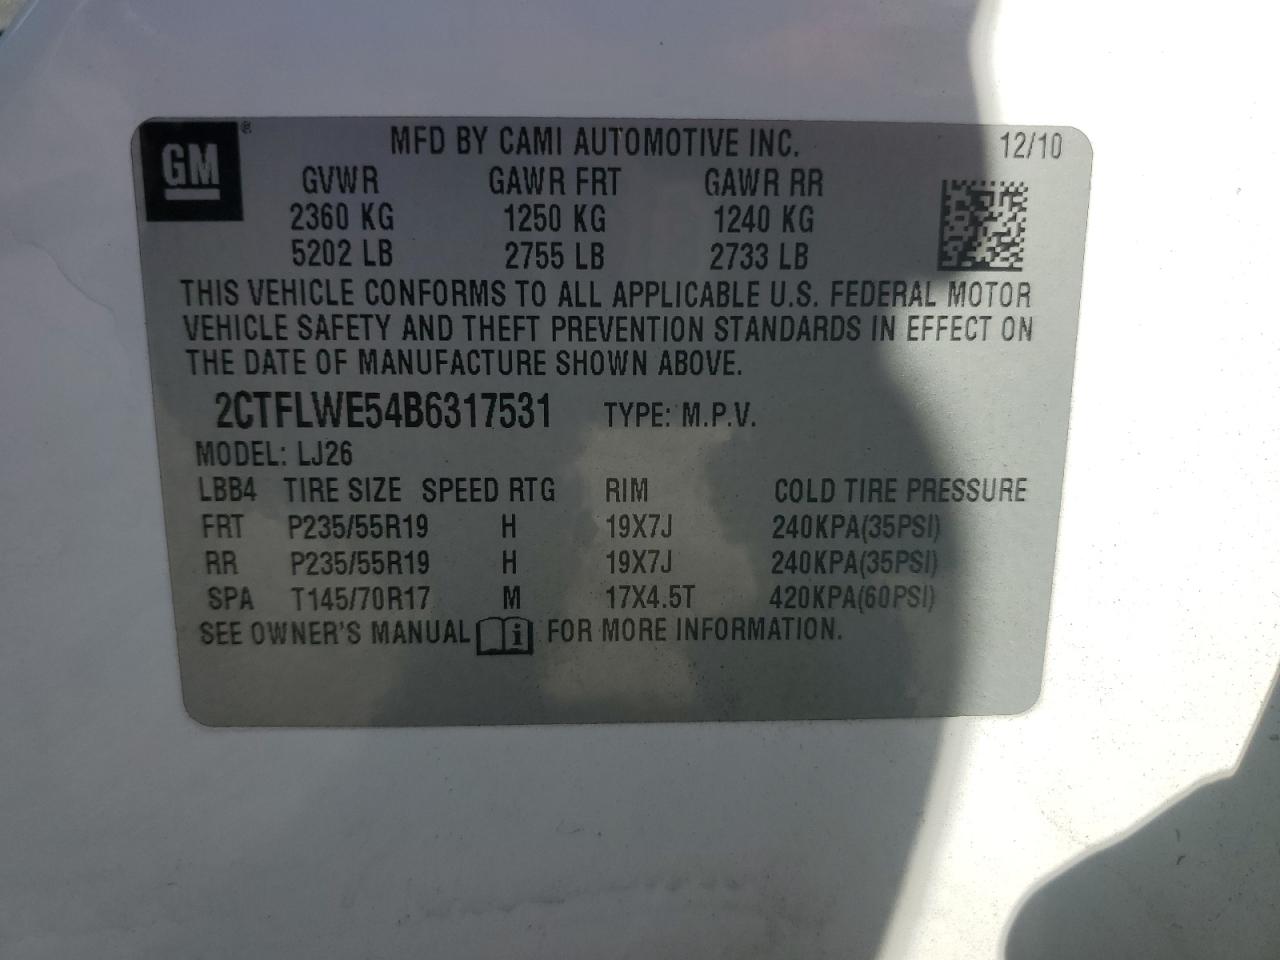 GM ® MFD BY CAMI AUTOMOTIVE INC. 12/10
GVWR GAWR FRT GAWR RR
2360 KG 1250 KG 1240 KG
5202 LB 2755 LB 2733 LB
THIS VEHICLE CONFORMS TO ALL APPLICABLE U.S. FEDERAL MOTOR
VEHICLE SAFETY AND THEFT PREVENTION STANDARDS IN EFFECT ON
THE DATE OF MANUFACTURE SHOWN ABOVE.
2CTFLWE54B6317531 TYPE: M.P.V.
MODEL: LJ26
LBB4 TIRE SIZE SPEED RTG RIM COLD TIRE PRESSURE
FRT P235/55R19 H 19X7J 240KPA(35PSI)
RR P235/55R19 H 19X7J 240KPA(35PSI)
SPA T145/70R17 M 17X4.5T 420KPA(60PSI)
SEE OWNER'S MANUAL i FOR MORE INFORMATION.